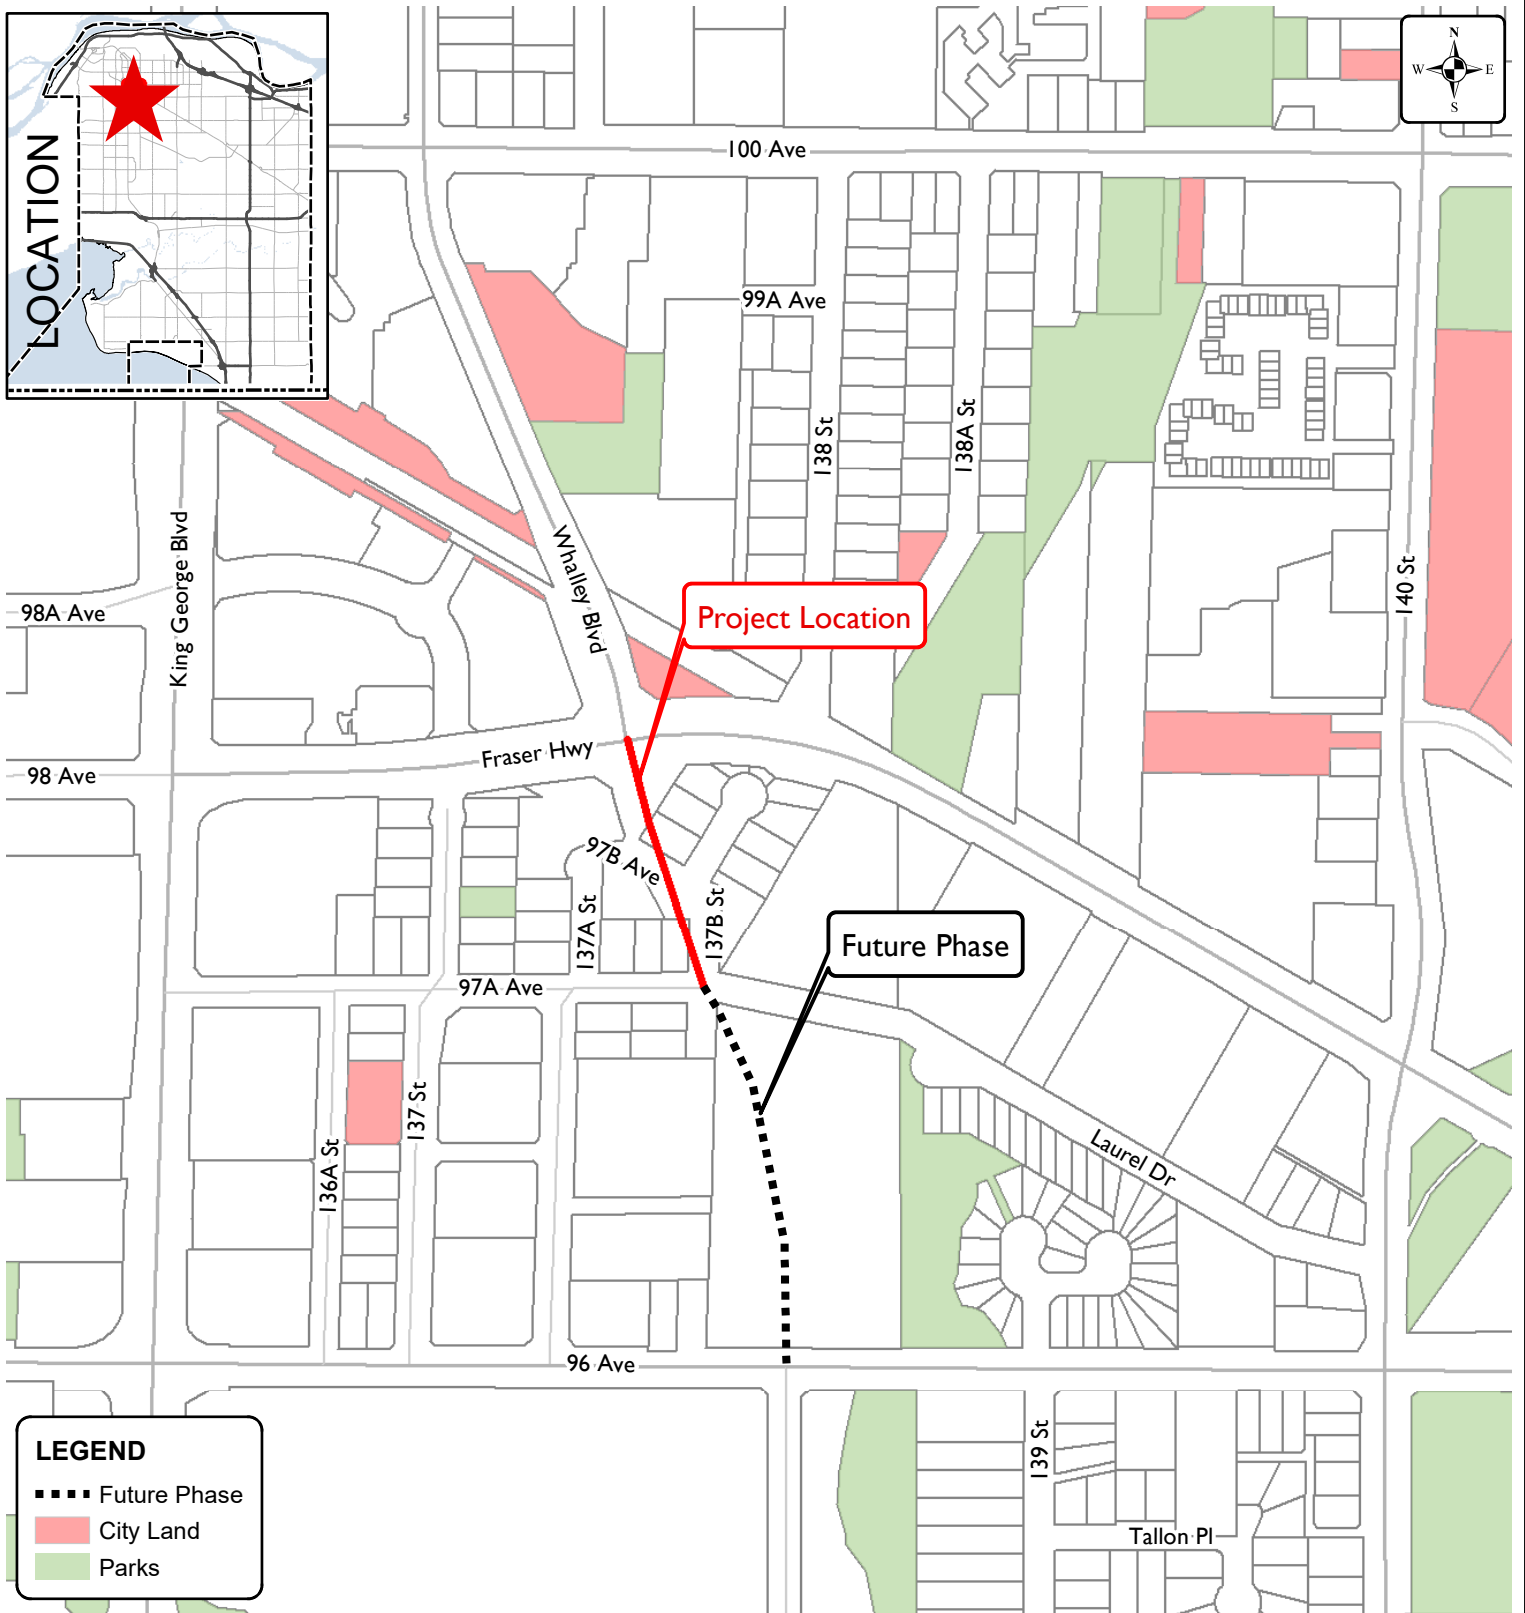 LOCATION
N
W E
S
100 Ave
99A Ave
138 St
138A St
140 St
Whalley Blvd
King George Blvd
98A Ave
Project Location
Fraser Hwy
98 Ave
97B Ave
137A St
137B St
Future Phase
97A Ave
137 St
136A St
Laurel Dr
96 Ave
139 St
Tallon Pl
LEGEND
Future Phase
City Land
Parks